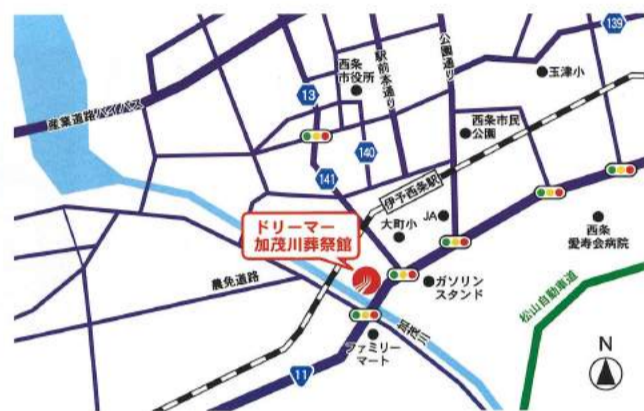 139
西条
市役所
駅前本通り
公園通り
玉津小
13
産業道路バイパス
西条市民
公園
140
141
伊予西条駅
JA
大町小
ドリーマー
加茂川葬祭館
西条
愛寿会病院
農免道路
ガソリン
スタンド
松山自動車道
加茂川
ファミリー
マート
N
11